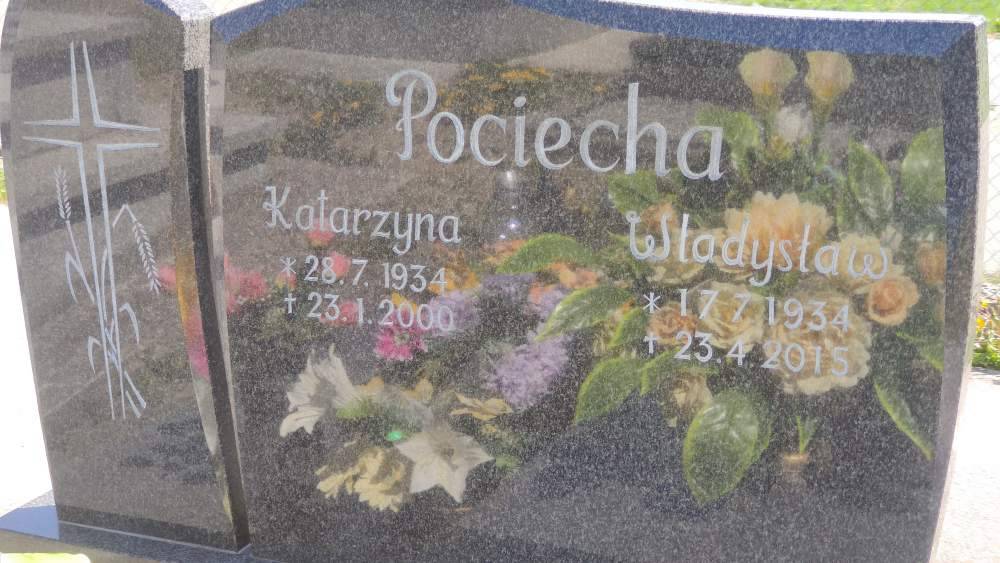 Pociecha
Katarzyna
* 28.7.1934
† 23.1.2000
Władysław
* 17.7.1934
† 23.4.2015